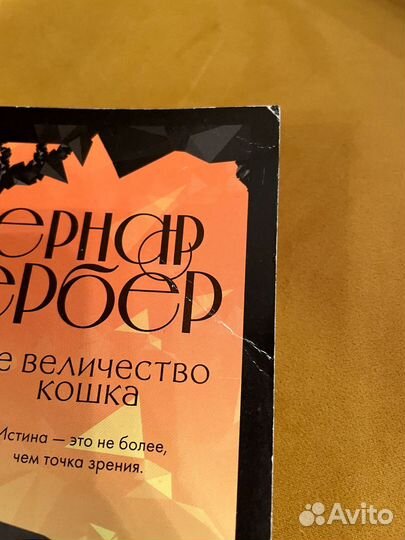 ернар
ербер
е величество
кошка
Истина — это не более,
чем точка зрения.
Avito